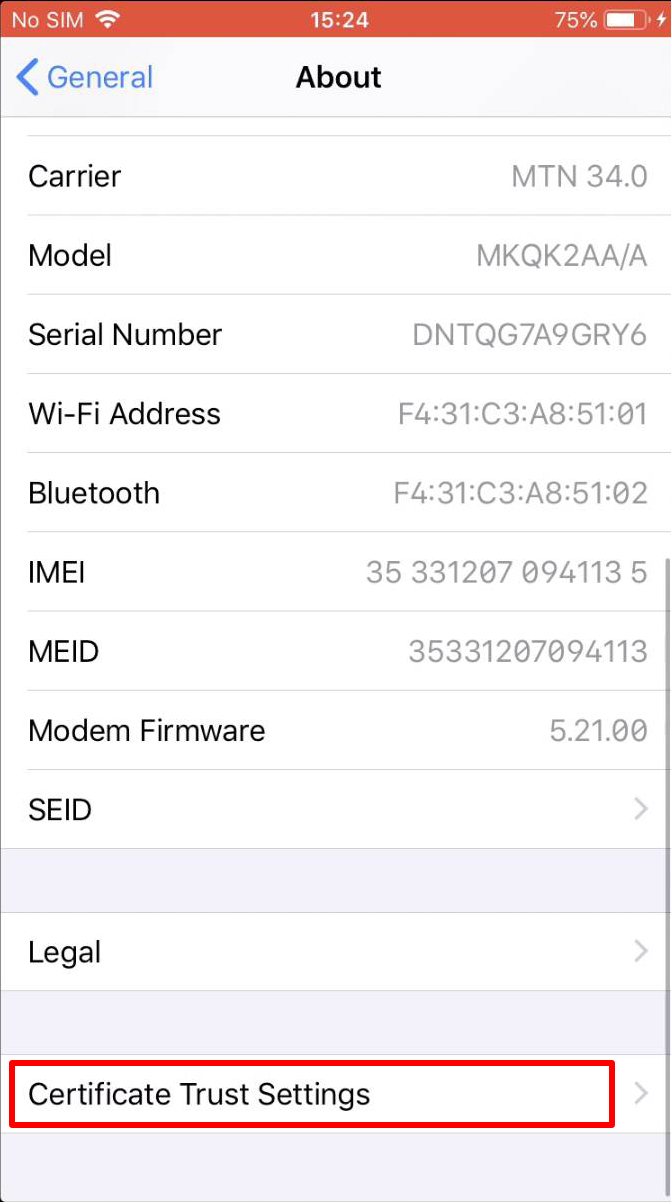 No SIM 15:24 75%
General About
Carrier MTN 34.0
Model MKQK2AA/A
Serial Number DNTQG7A9GRY6
Wi-Fi Address F4:31:C3:A8:51:01
Bluetooth F4:31:C3:A8:51:02
IMEI 35 331207 094113 5
MEID 35331207094113
Modem Firmware 5.21.00
SEID
Legal
Certificate Trust Settings